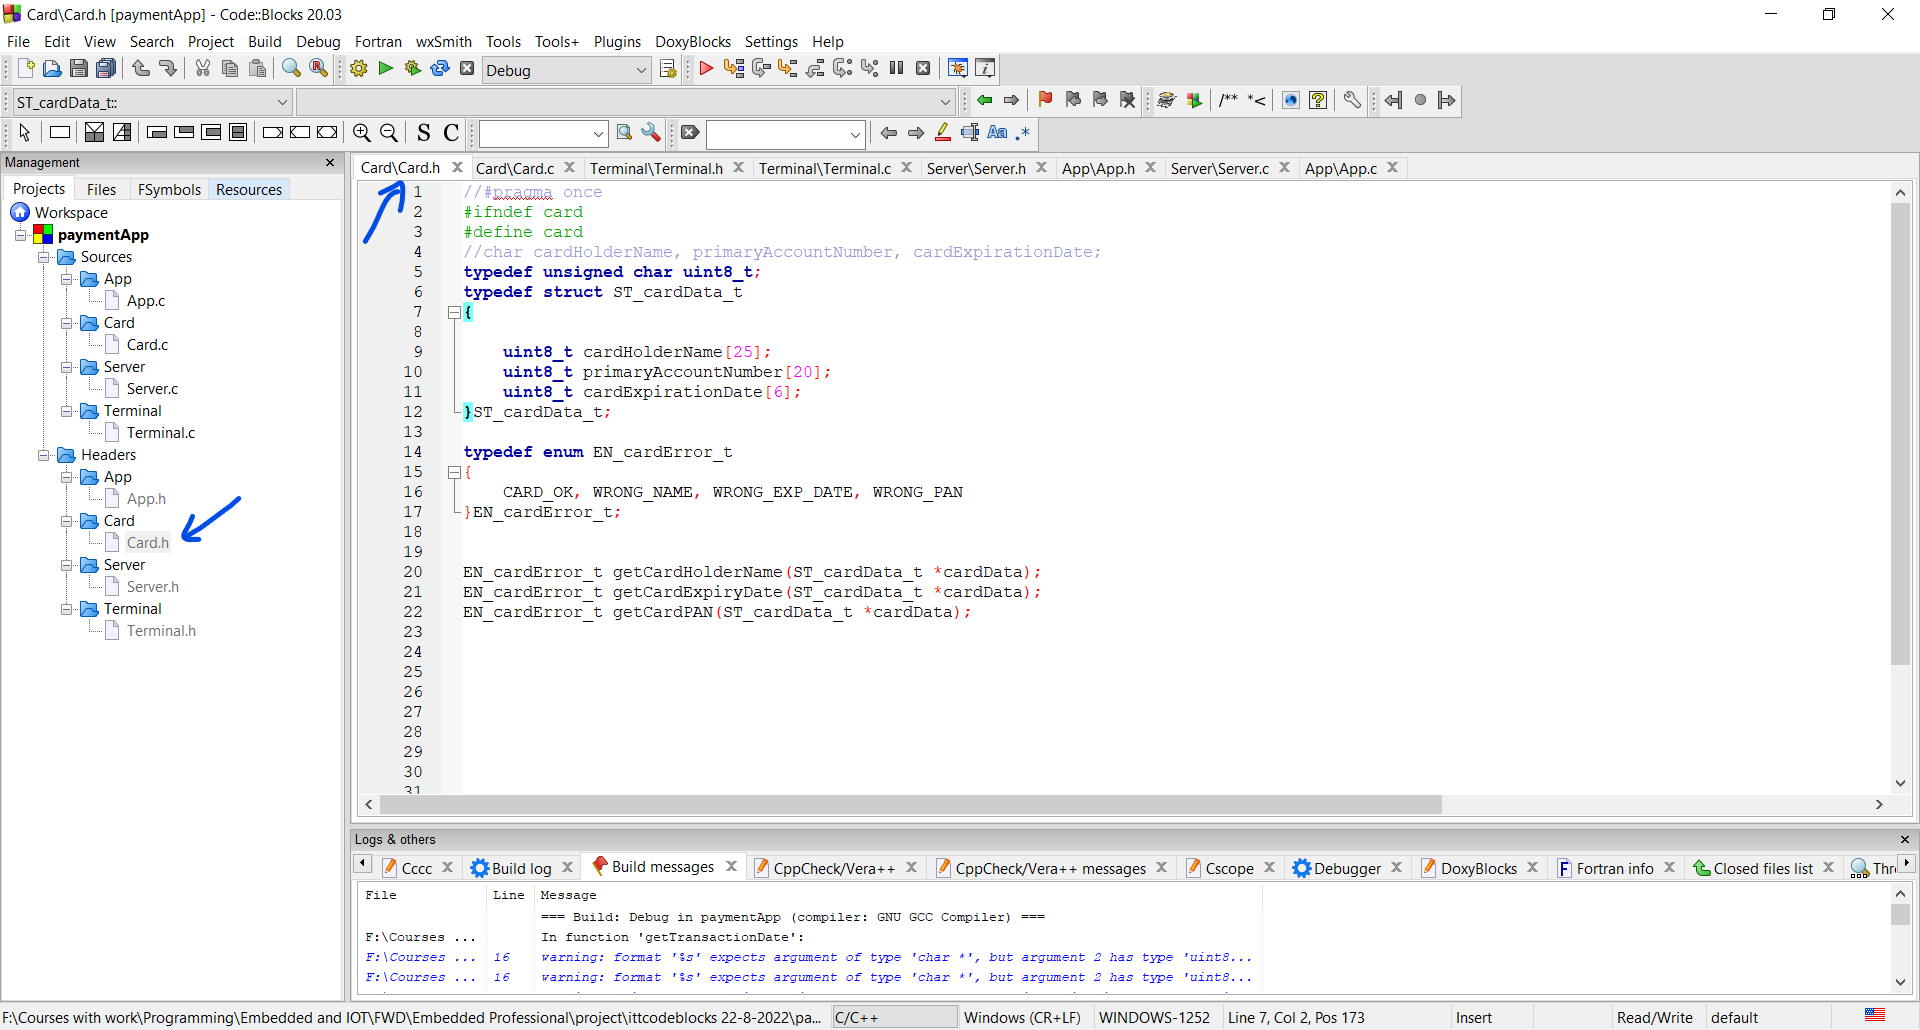 Card\Card.h [paymentApp] - Code::Blocks 20.03
File Edit View Search Project Build Debug Fortran wxSmith Tools Tools+ Plugins DoxyBlocks Settings Help
Debug
ST_cardData_t::
/** *<
S C Aa .*
Management
Projects Files FSymbols Resources
Workspace
paymentApp
Sources
App
App.c
Card
Card.c
Server
Server.c
Terminal
Terminal.c
Headers
App
App.h
Card
Card.h
Server
Server.h
Terminal
Terminal.h
Card\Card.h Card\Card.c Terminal\Terminal.h Terminal\Terminal.c Server\Server.h App\App.h Server\Server.c App\App.c
1 //#pragma once
2 #ifndef card
3 #define card
4 //char cardHolderName, primaryAccountNumber, cardExpirationDate;
5 typedef unsigned char uint8_t;
6 typedef struct ST_cardData_t
7 {
8
9 uint8_t cardHolderName[25];
10 uint8_t primaryAccountNumber[20];
11 uint8_t cardExpirationDate[6];
12 }ST_cardData_t;
13
14 typedef enum EN_cardError_t
15 {
16 CARD_OK, WRONG_NAME, WRONG_EXP_DATE, WRONG_PAN
17 }EN_cardError_t;
18
19
20 EN_cardError_t getCardHolderName(ST_cardData_t *cardData);
21 EN_cardError_t getCardExpiryDate(ST_cardData_t *cardData);
22 EN_cardError_t getCardPAN(ST_cardData_t *cardData);
23
24
25
26
27
28
29
30
31
Logs & others
Cccc Build log Build messages CppCheck/Vera++ CppCheck/Vera++ messages Cscope Debugger DoxyBlocks Fortran info Closed files list Thre
File Line Message
=== Build: Debug in paymentApp (compiler: GNU GCC Compiler) ===
F:\Courses ... In function 'getTransactionDate':
F:\Courses ... 16 warning: format '%s' expects argument of type 'char *', but argument 2 has type 'uint8...
F:\Courses ... 16 warning: format '%s' expects argument of type 'char *', but argument 2 has type 'uint8...
F:\Courses with work\Programming\Embedded and IOT\FWD\Embedded Professional\project\ittcodeblocks 22-8-2022\pa... C/C++ Windows (CR+LF) WINDOWS-1252 Line 7, Col 2, Pos 173 Insert Read/Write default